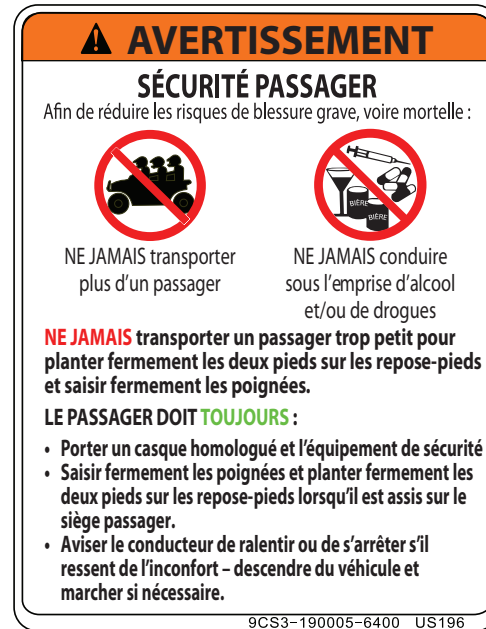 AVERTISSEMENT
SÉCURITÉ PASSAGER
Afin de réduire les risques de blessure grave, voire mortelle :
BIÈRE
BIÈRE
NE JAMAIS transporter
plus d'un passager
NE JAMAIS conduire
sous l'emprise d'alcool
et/ou de drogues
NE JAMAIS transporter un passager trop petit pour
planter fermement les deux pieds sur les repose-pieds
et saisir fermement les poignées.
LE PASSAGER DOIT TOUJOURS :
• Porter un casque homologué et l'équipement de sécurité
• Saisir fermement les poignées et planter fermement les
deux pieds sur les repose-pieds lorsqu'il est assis sur le
siège passager.
• Aviser le conducteur de ralentir ou de s'arrêter s'il
ressent de l'inconfort – descendre du véhicule et
marcher si nécessaire.
9CS3-190005-6400 US196